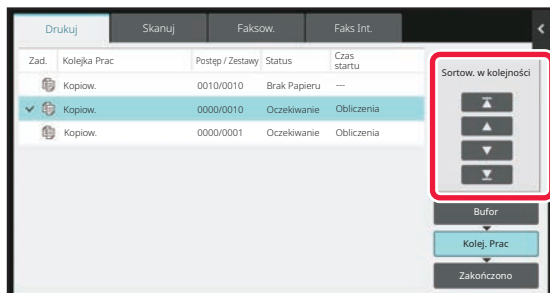 Drukuj Skanuj Faksow. Faks Int.
Zad. Kolejka Prac Postęp / Zestawy Status Czas startu
Kopiow. 0010/0010 Brak Papieru ---
Kopiow. 0000/0010 Oczekiwanie Obliczenia
Kopiow. 0000/0001 Oczekiwanie Obliczenia
Sortow. w kolejności
Bufor
Kolej. Prac
Zakończono